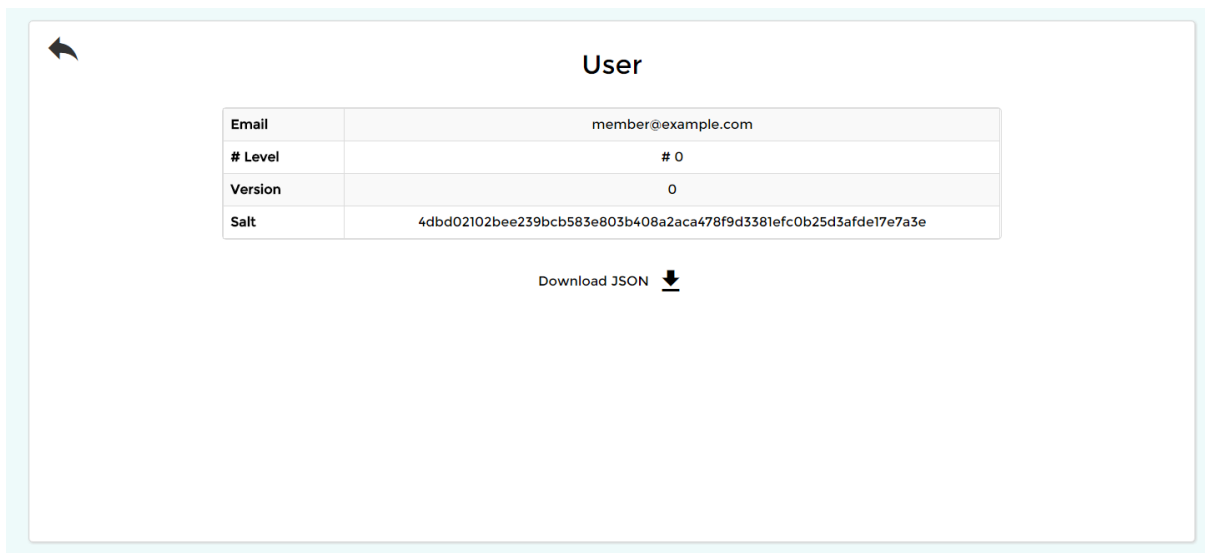 User
Email member@example.com
# Level # 0
Version 0
Salt 4dbd02102bee239bcb583e803b408a2aca478f9d3381efc0b25d3afde17e7a3e
Download JSON